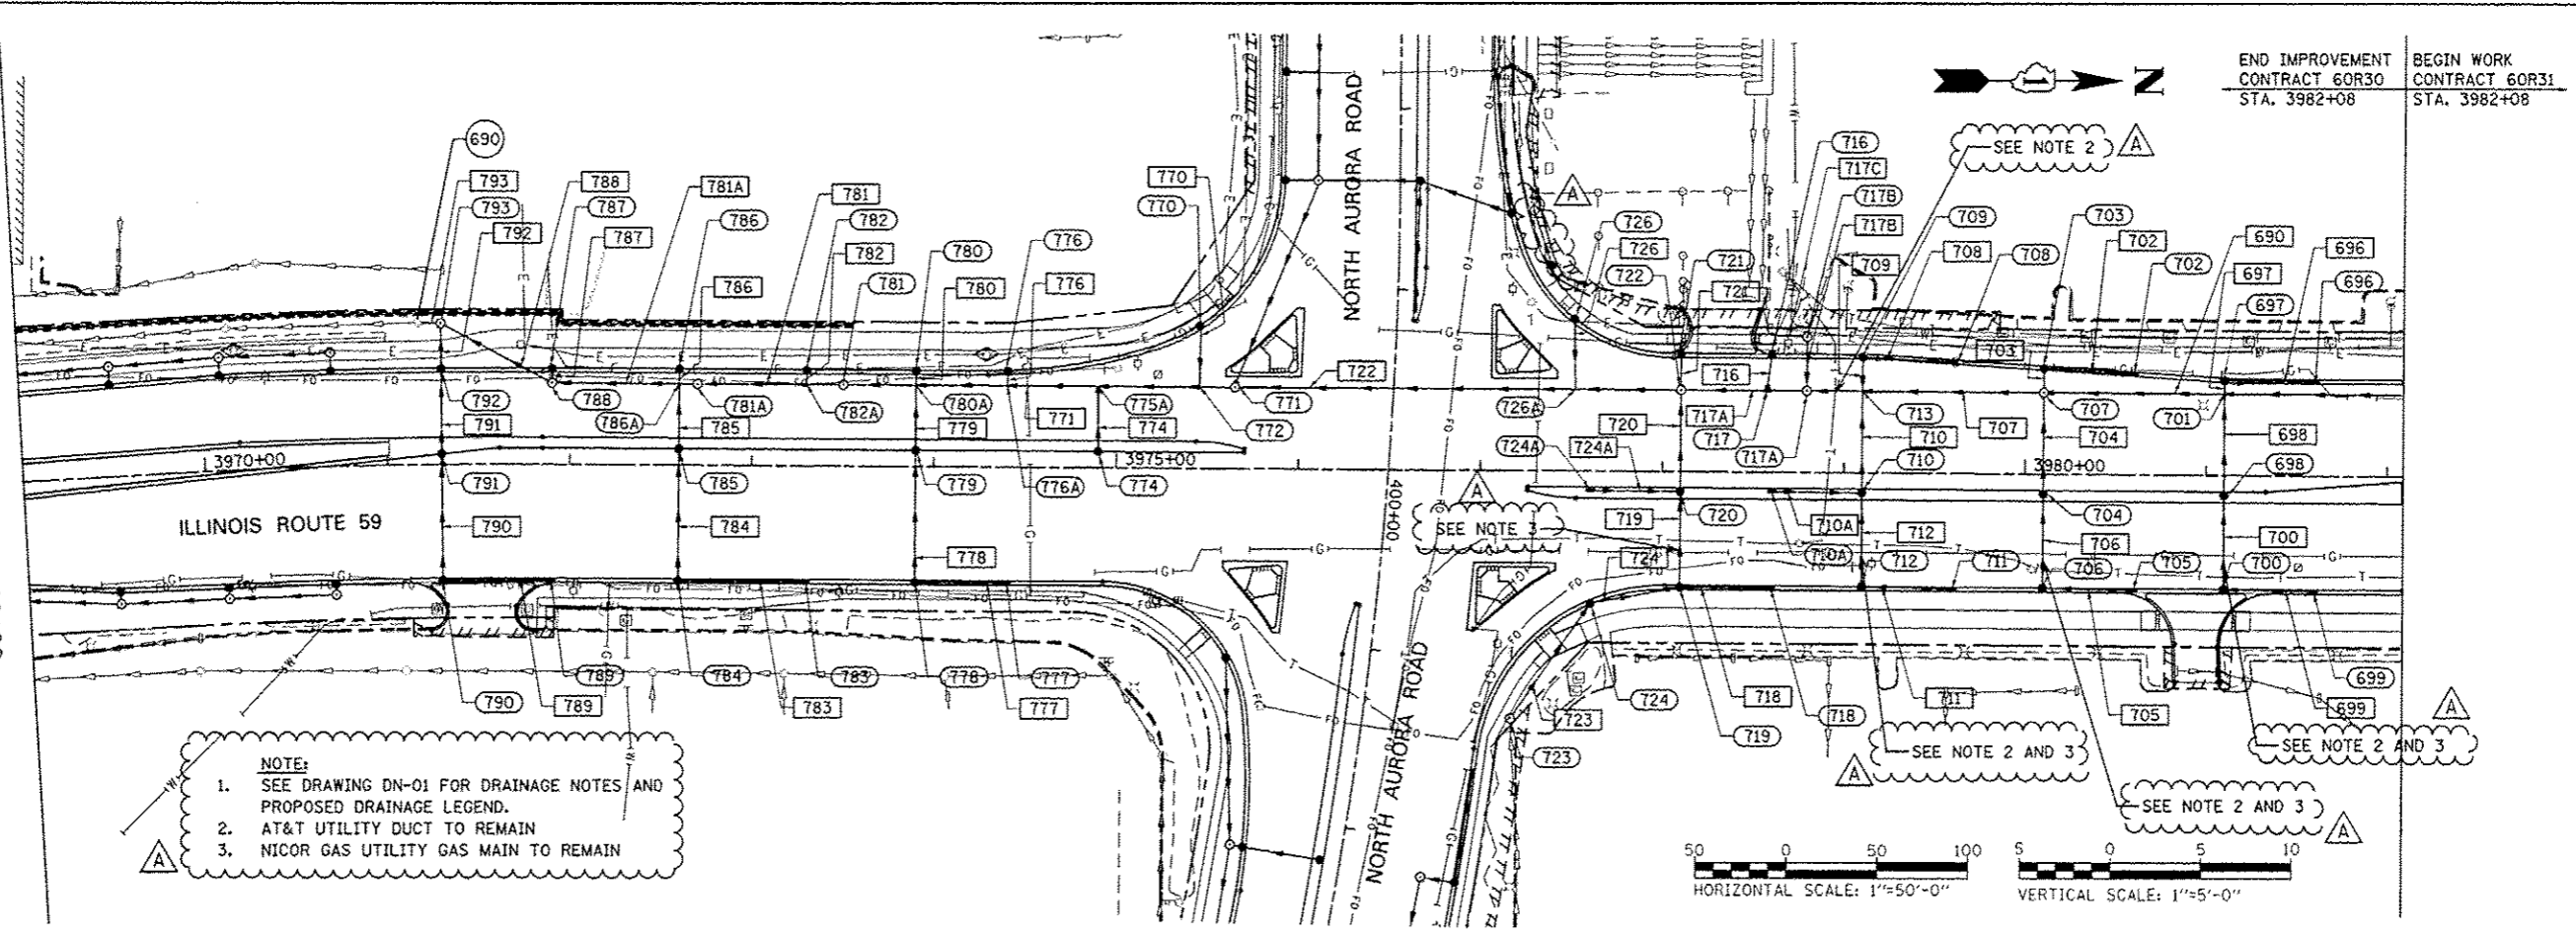 END IMPROVEMENT
CONTRACT 60R30
STA. 3982+08
BEGIN WORK
CONTRACT 60R31
STA. 3982+08
N
NORTH AURORA ROAD
SEE NOTE 2
A
A
690
793
793
792
788
787
787
781A
786
786
781
782
782
781
780
780
776
776
770
770
726
726
722
721
721
716
717C
717B
717B
709
709
708
708
703
703
702
702
690
697
697
696
696
792
791
791
790
788
786A
785
785
784
781A
782A
780A
779
779
778
771
776A
775A
774
774
772
771
722
726A
724A
724A
720
719
720
716
717A
717
717A
713
710
710
710A
710A
712
712
711
707
707
704
704
706
706
705
701
698
698
700
700
3970+00
3975+00
3980+00
400+00
ILLINOIS ROUTE 59
A
SEE NOTE 3
724
790
789
789
784
783
783
778
777
777
724
723
723
719
718
718
711
705
699
699
NORTH AURORA ROAD
SEE NOTE 2 AND 3
A
SEE NOTE 2 AND 3
A
SEE NOTE 2 AND 3
A
NOTE:
1. SEE DRAWING DN-01 FOR DRAINAGE NOTES AND
PROPOSED DRAINAGE LEGEND.
2. AT&T UTILITY DUCT TO REMAIN
3. NICOR GAS UTILITY GAS MAIN TO REMAIN
A
50 0 50 100
HORIZONTAL SCALE: 1"=50'-0"
5 0 5 10
VERTICAL SCALE: 1"=5'-0"